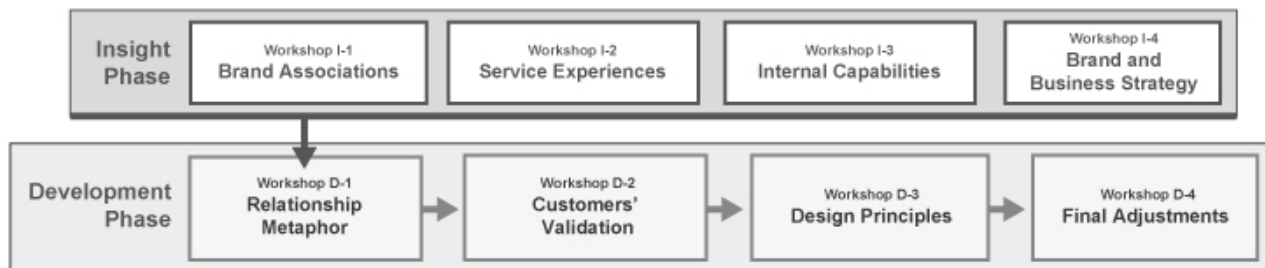 Insight
Phase
Workshop I-1
Brand Associations
Workshop I-2
Service Experiences
Workshop I-3
Internal Capabilities
Workshop I-4
Brand and
Business Strategy
Development
Phase
Workshop D-1
Relationship
Metaphor
Workshop D-2
Customers’
Validation
Workshop D-3
Design Principles
Workshop D-4
Final Adjustments